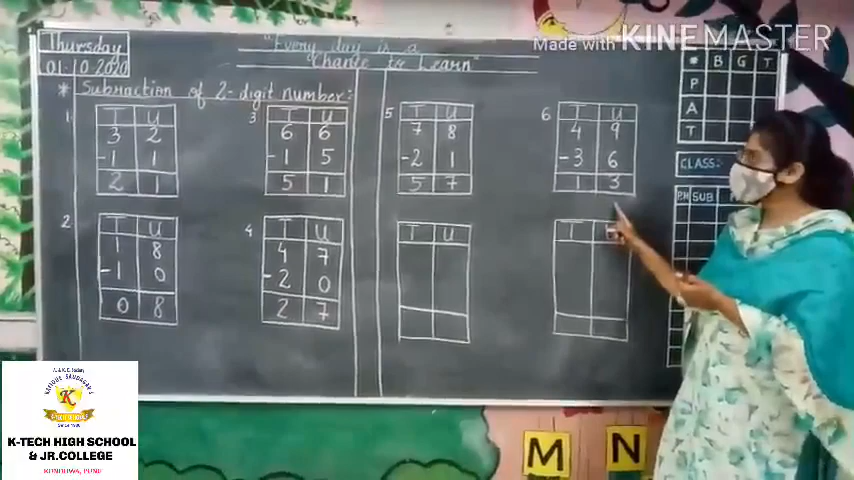 Made with KINEMASTER
Thursday
01.10.2020
"Every day is a
Chance to Learn"
* Subraction of 2-digit number:-
1 T U
3 2
-1 1
2 1
2 T U
1 8
-1 0
0 8
3 T U
6 6
-1 5
5 1
4 T U
4 7
-2 0
2 7
5 T U
7 8
-2 1
5 7
T U
6 T U
4 9
-3 6
1 3
T
* B G T
P
A
T
CLASS:
SUB.
M N
K-TECH HIGH SCHOOL
& JR.COLLEGE
KONDHWA, PUNE